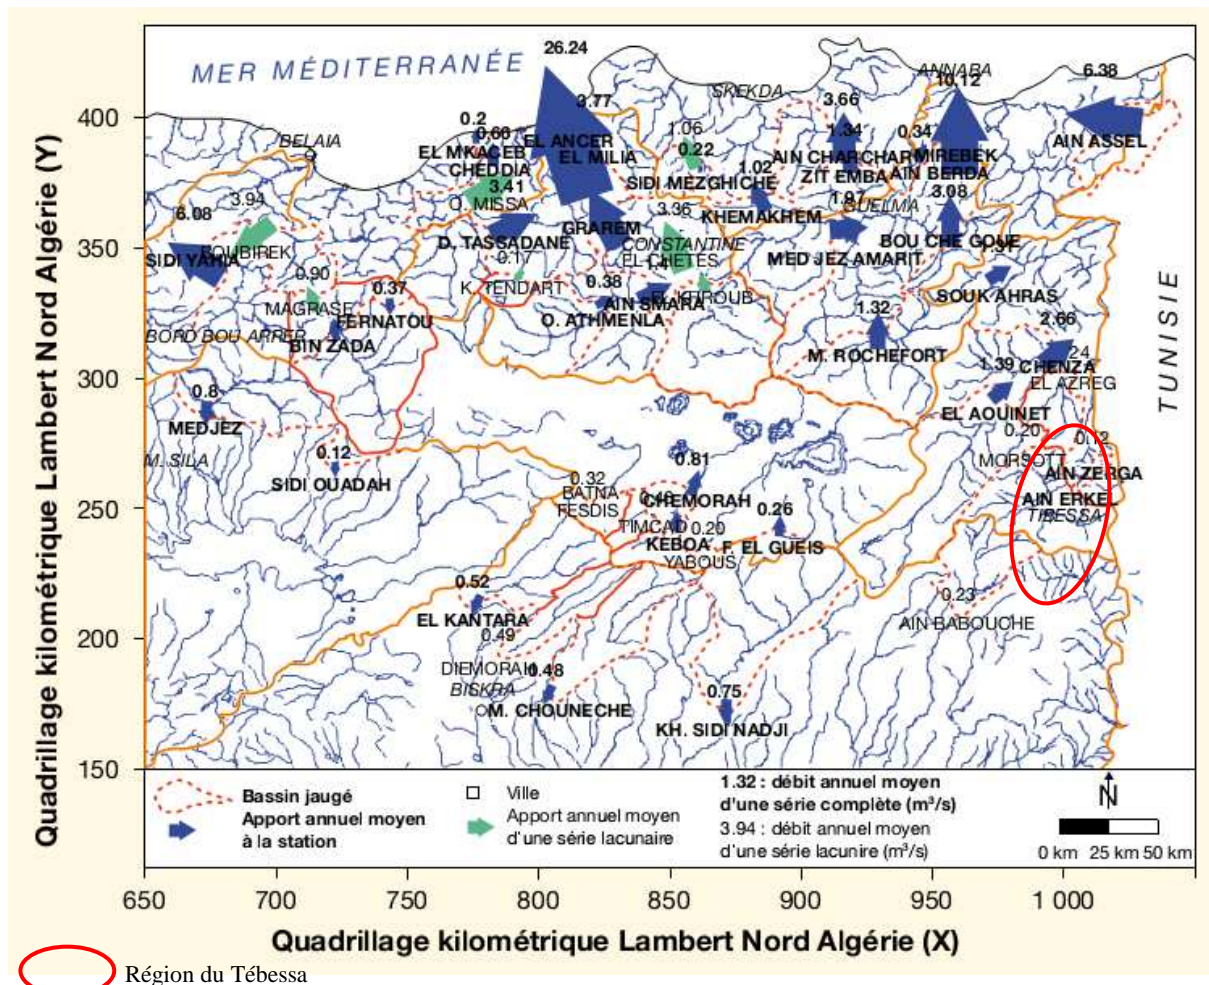 MER MÉDITERRANÉE
26.24
3.77
SKEKDA
ANNABA
10.12
6.38
3.66
0.2
0.66
EL ANCER
EL MILIA
1.06
0.22
1.34
0.34
AIN ASSEL
BELAIA
EL MKACEB
CHEDDIA
AIN CHARCHAR
MIREBEK
ZIT EMBA
AIN BERDA
SIDI MEZGHICHE
1.02
3.41
O. MISSA
3.94
6.08
1.97
GUELMA
3.08
3.36
KHEMAKHEM
GRAREM
D. TASSADANE
CONSTANTINE
EL CHETES
BOU CHE GOUE
MED JEZ AMARIT
SIDI YAHIA
0.17
K. TENDART
0.90
0.37
0.38
AIN SMARA
O. ATHMENLA
SOUK AHRAS
MAGRASE
FERNATOU
BORD BOU ARRER
BIN ZADA
1.32
M. ROCHEFORT
2.66
1.39
CHENZA
EL AZREG
EL AOUINET
0.8
MEDJEZ
0.20
0.12
MORSOTT
AIN ZERGA
M. SILA
0.12
SIDI OUADAH
0.32
BATNA
FESDIS
0.81
CHEMORAH
AIN ERKEL
TIBESSA
TIMCAD
0.20
0.26
KEBOA
F. EL GUEIS
YABOUS
0.52
EL KANTARA
0.49
0.23
AIN BABOUCHE
DIEMORAH
0.48
BISKRA
M. CHOUNECHE
0.75
KH. SIDI NADJI
TUNISIE
Quadrillage kilométrique Lambert Nord Algérie (Y)
400
350
300
250
200
150
Bassin jaugé
Apport annuel moyen
à la station
Ville
Apport annuel moyen
d'une série lacunaire
1.32 : débit annuel moyen
d'une série complète (m³/s)
3.94 : débit annuel moyen
d'une série lacunire (m³/s)
N
0 km 25 km 50 km
650 700 750 800 850 900 950 1 000
Quadrillage kilométrique Lambert Nord Algérie (X)
Région du Tébessa